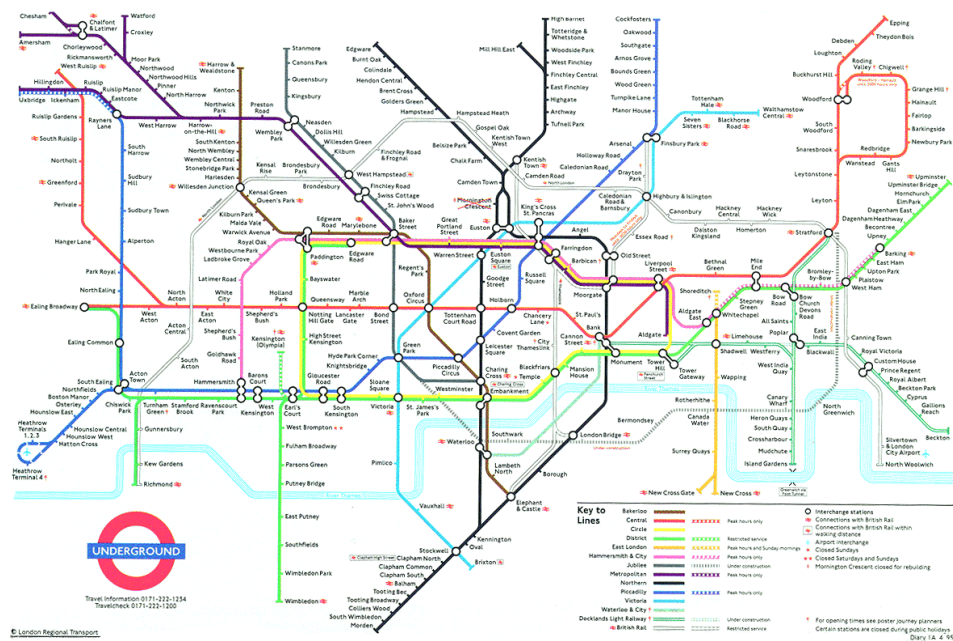 Chesham
Chalfont
& Latimer
Watford
Croxley
Amersham
Chorleywood
Rickmansworth
West Ruislip
Moor Park
Northwood
Northwood Hills
Pinner
North Harrow
Hillingdon
Ruislip
Ruislip Manor
Eastcote
Uxbridge
Ickenham
Ruislip Gardens
Rayners
Lane
West Harrow
Harrow-
on-the-Hill
Harrow &
Wealdstone
Kenton
Northwick
Park
Preston
Road
Wembley
Park
South Kenton
North Wembley
Wembley Central
Stonebridge Park
Harlesden
Willesden Junction
Stanmore
Canons Park
Queensbury
Kingsbury
Neasden
Dollis Hill
Willesden Green
Kilburn
West Hampstead
Finchley Road
Swiss Cottage
St. John's Wood
Kensal
Rise
Brondesbury
Park
Brondesbury
Finchley Road
& Frognal
Kensal Green
Queen's Park
Kilburn Park
Maida Vale
Warwick Avenue
Royal Oak
Westbourne Park
Ladbroke Grove
Latimer Road
South Ruislip
Northolt
Greenford
Perivale
Hanger Lane
South
Harrow
Sudbury
Hill
Sudbury Town
Alperton
Park Royal
North Ealing
Ealing Broadway
Ealing Common
West
Acton
North
Acton
East
Acton
White
City
Shepherd's
Bush
Holland
Park
Notting
Hill Gate
Queensway
Lancaster
Gate
Marble
Arch
Bond
Street
Oxford
Circus
Tottenham
Court Road
Holborn
Chancery
Lane
St. Paul's
Bank
Edgware
Burnt Oak
Colindale
Hendon Central
Brent Cross
Golders Green
Hampstead
Hampstead Heath
Belsize Park
Chalk Farm
Camden Town
Gospel Oak
Kentish Town
West
Kentish
Town
Camden Road
Mornington
Crescent
Euston
High Barnet
Totteridge &
Whetstone
Woodside Park
Mill Hill East
West Finchley
Finchley Central
East Finchley
Highgate
Archway
Tufnell Park
Cockfosters
Oakwood
Southgate
Arnos Grove
Bounds Green
Wood Green
Turnpike Lane
Manor House
Arsenal
Finsbury Park
Holloway Road
Caledonian Road
Drayton
Park
Highbury & Islington
Caledonian
Road &
Barnsbury
King's Cross
St. Pancras
Angel
Essex Road
Tottenham
Hale
Seven
Sisters
Blackhorse
Road
Walthamstow
Central
Canonbury
Dalston
Kingsland
Hackney
Central
Homerton
Hackney
Wick
Epping
Theydon Bois
Debden
Loughton
Buckhurst Hill
Roding
Valley
Chigwell
Grange Hill
Hainault
Fairlop
Barkingside
Newbury Park
Woodford
South
Woodford
Snaresbrook
Redbridge
Wanstead
Gants
Hill
Leytonstone
Leyton
Stratford
Upminster
Upminster Bridge
Hornchurch
Elm Park
Dagenham East
Dagenham Heathway
Becontree
Upney
Barking
East Ham
Upton Park
Plaistow
West Ham
Bromley-
by-Bow
Bow
Road
Bow
Church
Mile
End
Bethnal
Green
Stepney
Green
Whitechapel
Shoreditch
Liverpool
Street
Aldgate
East
Aldgate
Old Street
Moorgate
Barbican
Farringdon
Russell
Square
Euston
Square
Warren Street
Goodge
Street
Great
Portland
Street
Regent's
Park
Baker
Street
Marylebone
Edgware
Road
Edgware
Road
Paddington
Bayswater
High Street
Kensington
Kensington
(Olympia)
Shepherd's
Bush
Goldhawk
Road
Hammersmith
Barons
Court
West
Kensington
Earl's
Court
Gloucester
Road
South
Kensington
Sloane
Square
Victoria
St. James's
Park
Westminster
Embankment
Charing
Cross
Charing Cross
Temple
Blackfriars
Mansion
House
Cannon
Street
Monument
Tower
Hill
Fenchurch
Street
Tower
Gateway
Hyde Park Corner
Knightsbridge
Green
Park
Piccadilly
Circus
Leicester
Square
Covent Garden
City
Thameslink
Acton
Central
South
Acton
Acton
Town
South Ealing
Northfields
Boston Manor
Osterley
Hounslow East
Hounslow Central
Hounslow West
Hatton Cross
Heathrow
Terminals
1,2,3
Heathrow
Terminal 4
Chiswick
Park
Turnham
Green
Stamford
Brook
Ravenscourt
Park
Gunnersbury
Kew Gardens
Richmond
West Brompton
Fulham Broadway
Parsons Green
Putney Bridge
East Putney
Southfields
Wimbledon Park
Wimbledon
Pimlico
Vauxhall
Stockwell
Brixton
Clapham High Street
Clapham North
Clapham Common
Clapham South
Balham
Tooting Bec
Tooting Broadway
Colliers Wood
South Wimbledon
Morden
Oval
Kennington
Elephant
& Castle
Lambeth
North
Waterloo
Southwark
Borough
London Bridge
Under construction
Bermondsey
Canada
Water
Rotherhithe
Wapping
Surrey Quays
New Cross Gate
New Cross
Shadwell
Limehouse
Westferry
Poplar
All Saints
Devons
Road
East
India
Blackwall
West India
Quay
Canary
Wharf
Heron Quays
South Quay
Crossharbour
Mudchute
Island Gardens
Greenwich via
Foot Tunnel
North
Greenwich
Canning Town
Royal Victoria
Custom House
Prince Regent
Royal Albert
Beckton Park
Cyprus
Gallions
Reach
Beckton
Silvertown
& London
City Airport
North Woolwich
UNDERGROUND
Travel Information 0171-222-1234
Travelcheck 0171-222-1200
© London Regional Transport
Key to
Lines
Bakerloo
Central
Peak hours only
Circle
District
Restricted service
East London
Peak hours and Sunday mornings
Hammersmith & City
Peak hours only
Jubilee
Under construction
Metropolitan
Peak hours only
Northern
Piccadilly
Peak hours only
Victoria
Waterloo & City
Docklands Light Railway
Under construction
British Rail
Restricted service
Interchange stations
Connections with British Rail
Connections with British Rail within
walking distance
Airport interchange
Closed Sundays
Closed Saturdays and Sundays
Mornington Crescent closed for rebuilding
For opening times see poster journey planners
Certain stations are closed during public holidays